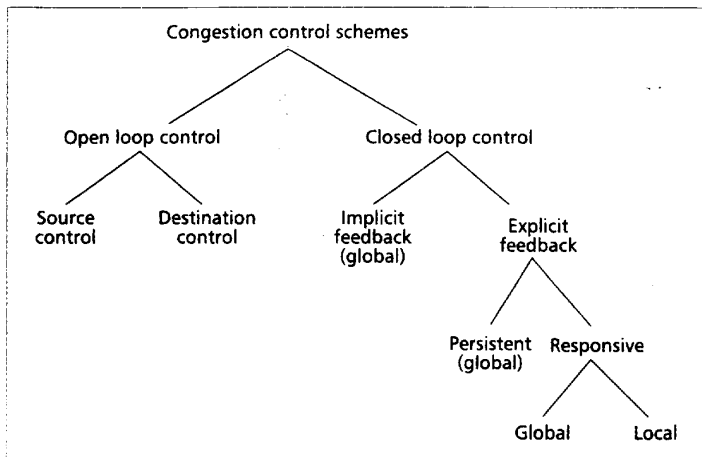 Congestion control schemes
Open loop control
Closed loop control
Source
control
Destination
control
Implicit
feedback
(global)
Explicit
feedback
Persistent
(global)
Responsive
Global
Local